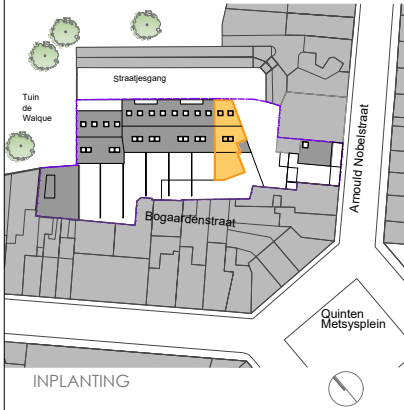 Straatjesgang
Tuin
de
Walque
Arnould Nobelstraat
Bogaardenstraat
Quinten
Metsysplein
INPLANTING